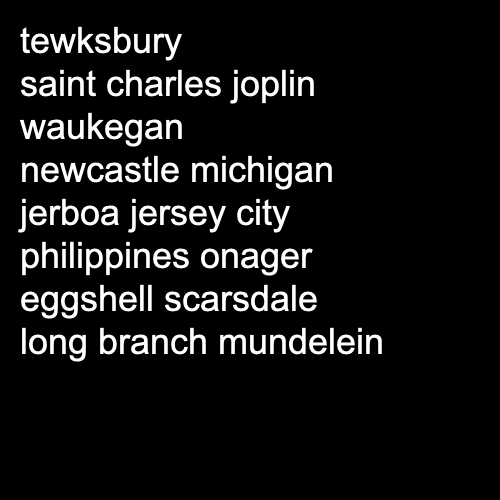 tewksbury
saint charles joplin
waukegan
newcastle michigan
jerboa jersey city
philippines onager
eggshell scarsdale
long branch mundelein